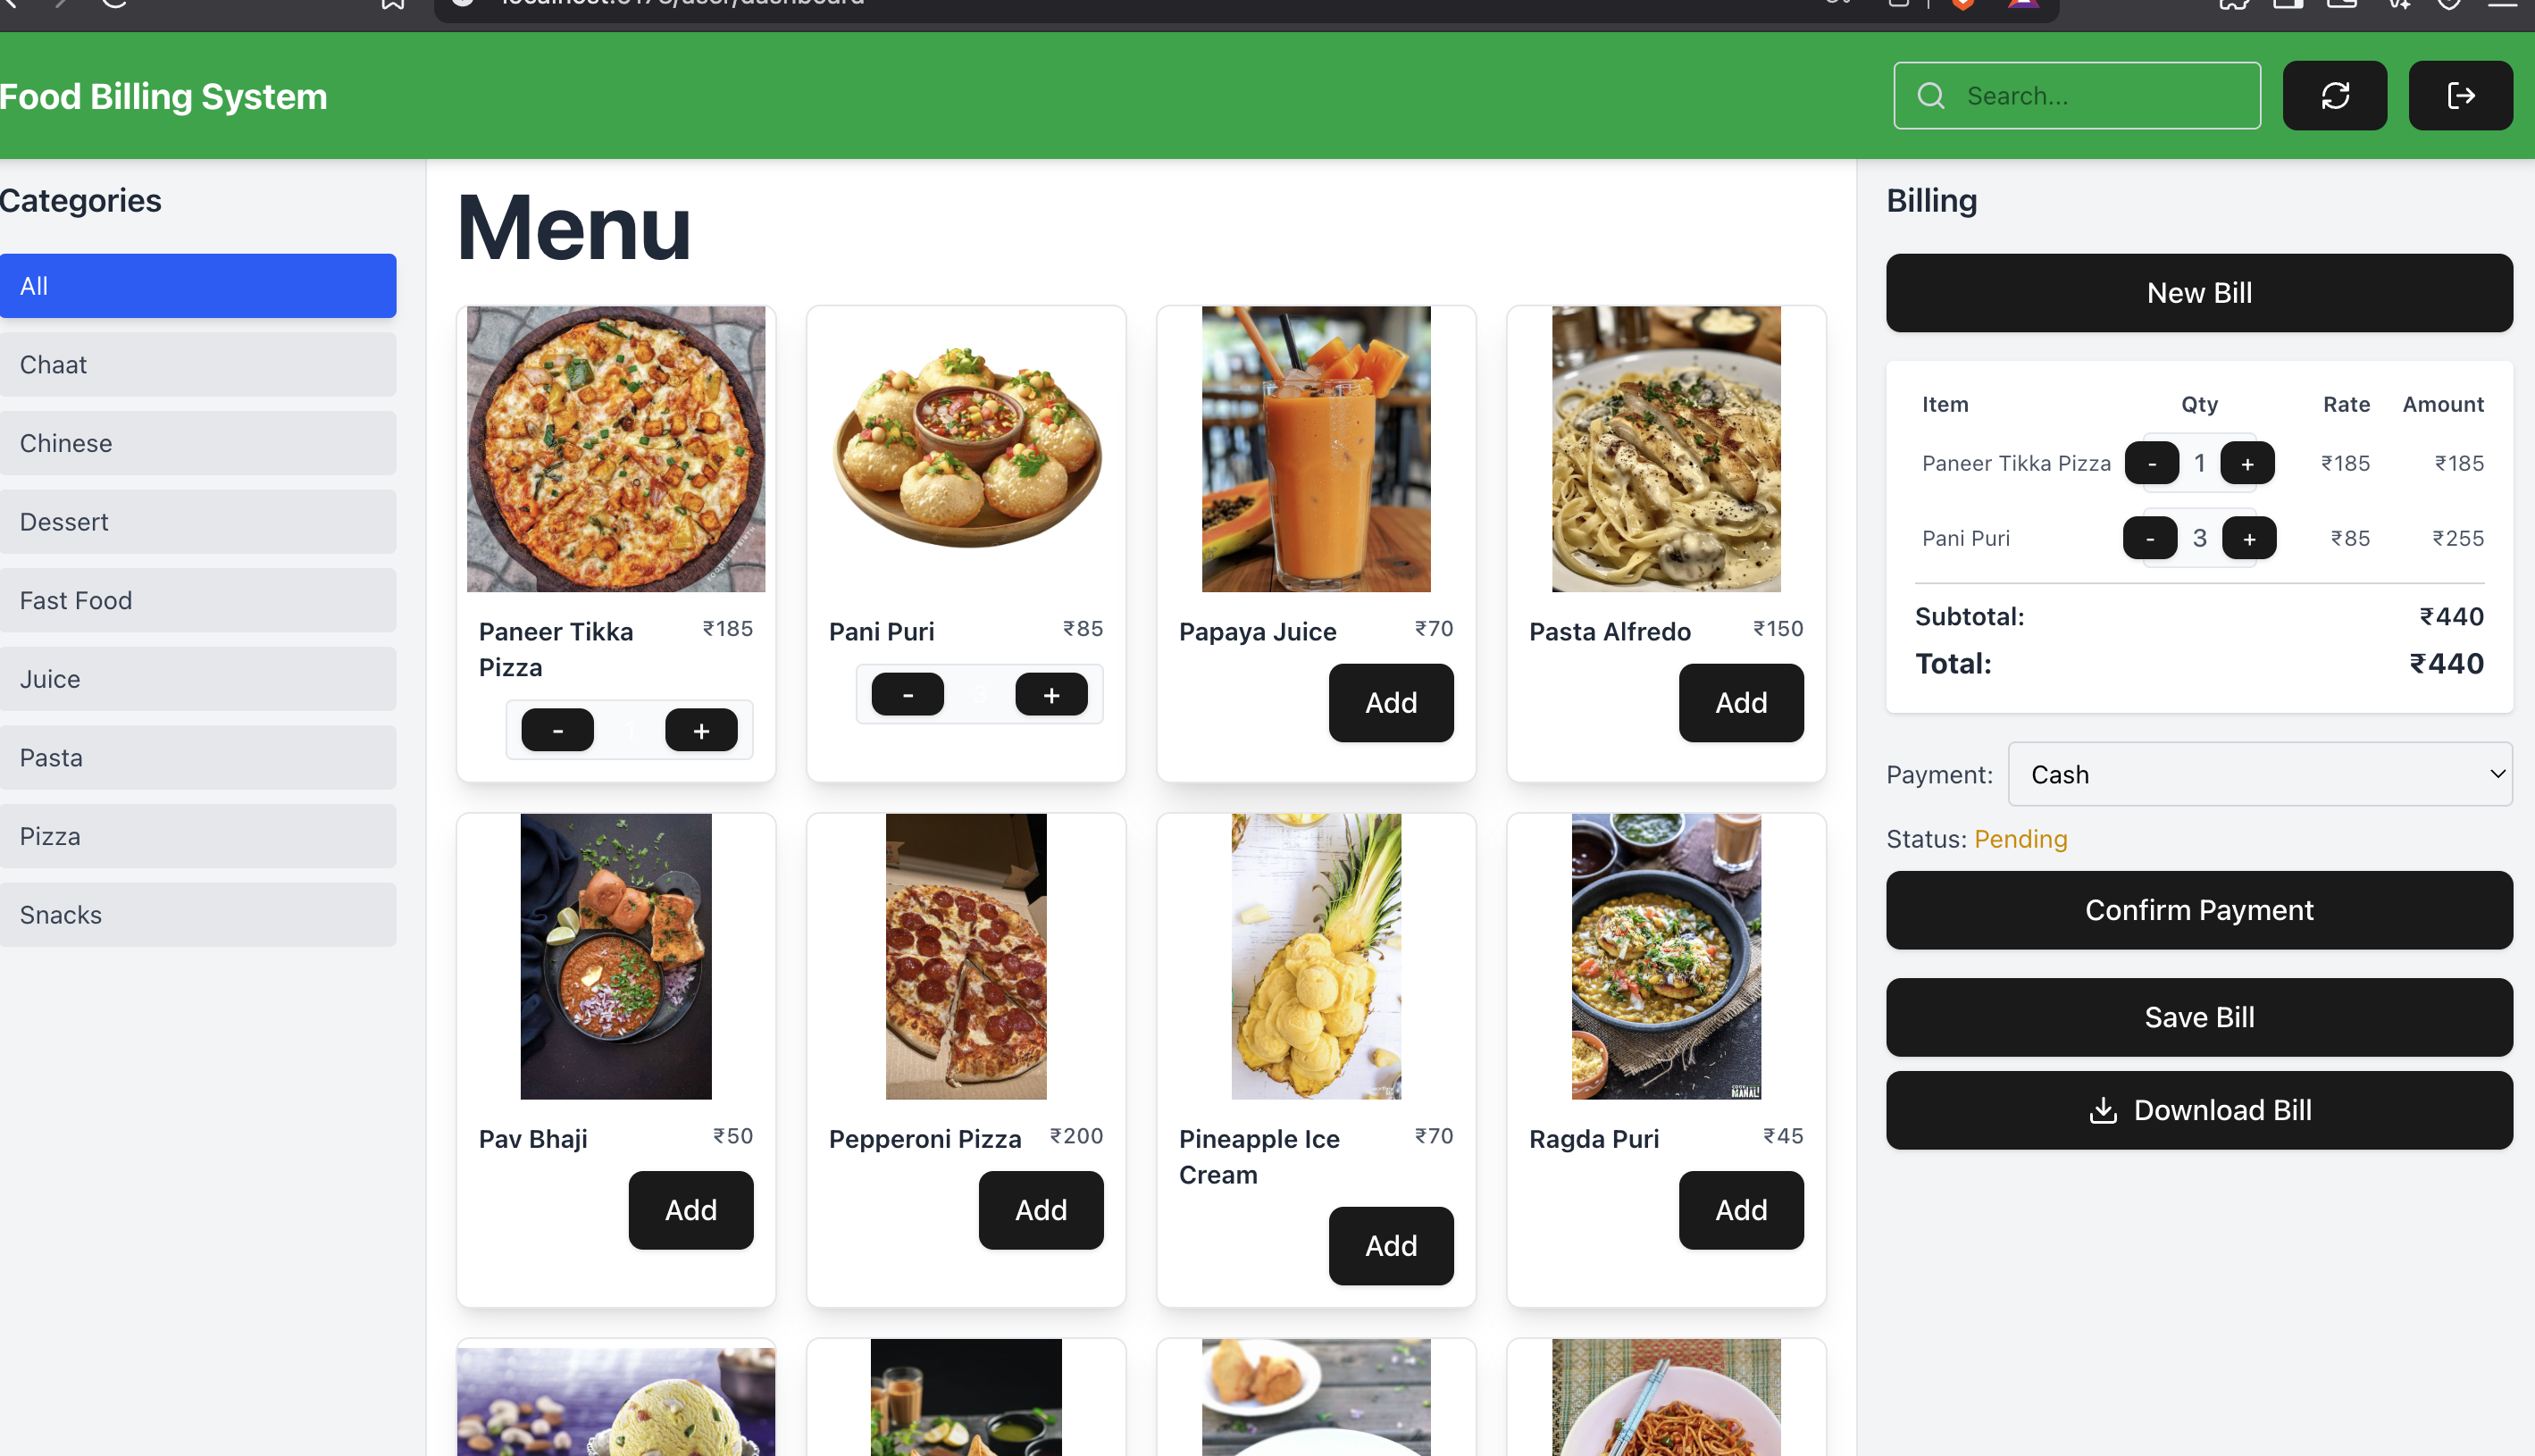 Food Billing System
Search...
Categories
All
Chaat
Chinese
Dessert
Fast Food
Juice
Pasta
Pizza
Snacks
Menu
Paneer Tikka Pizza
₹185
- 1 +
Pani Puri
₹85
- 3 +
Papaya Juice
₹70
Add
Pasta Alfredo
₹150
Add
Pav Bhaji
₹50
Add
Pepperoni Pizza
₹200
Add
Pineapple Ice Cream
₹70
Add
MANALI
Ragda Puri
₹45
Add
Billing
New Bill
Item Qty Rate Amount
Paneer Tikka Pizza - 1 + ₹185 ₹185
Pani Puri - 3 + ₹85 ₹255
Subtotal: ₹440
Total: ₹440
Payment: Cash
Status: Pending
Confirm Payment
Save Bill
Download Bill